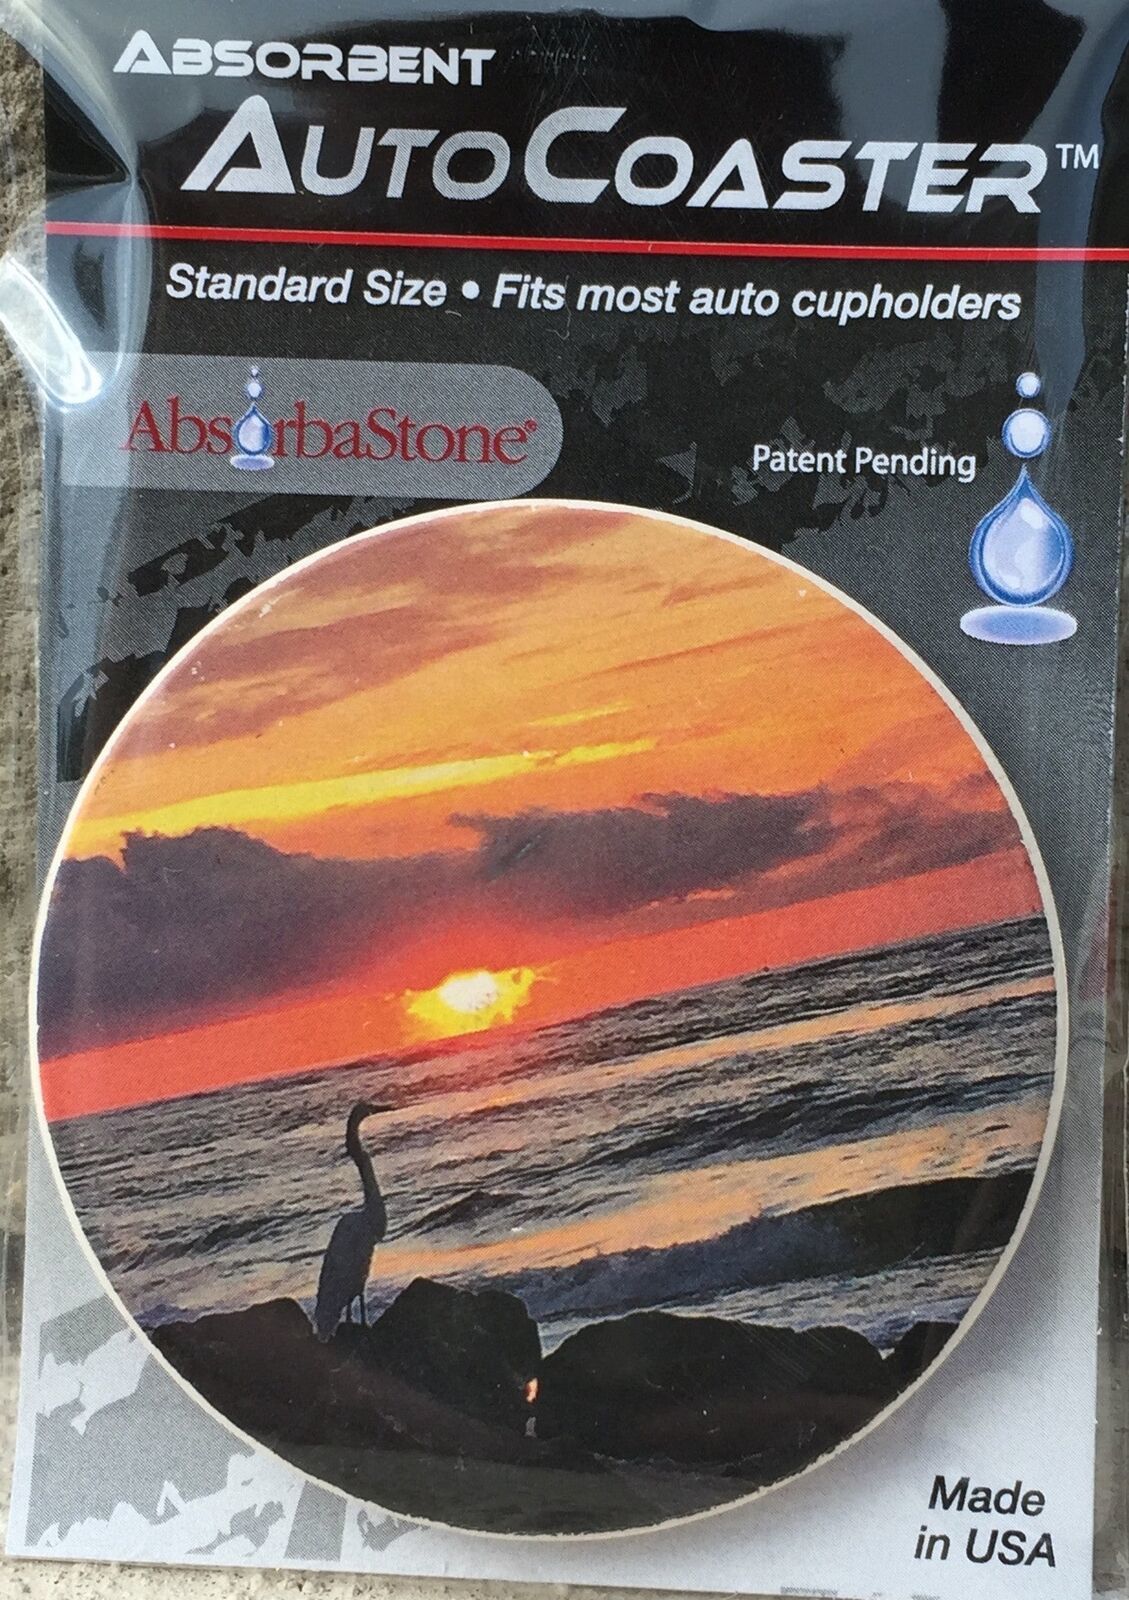 ABSORBENT
AUTOCOASTER™
Standard Size • Fits most auto cupholders
AbsorbaStone®
Patent Pending
Made
in USA